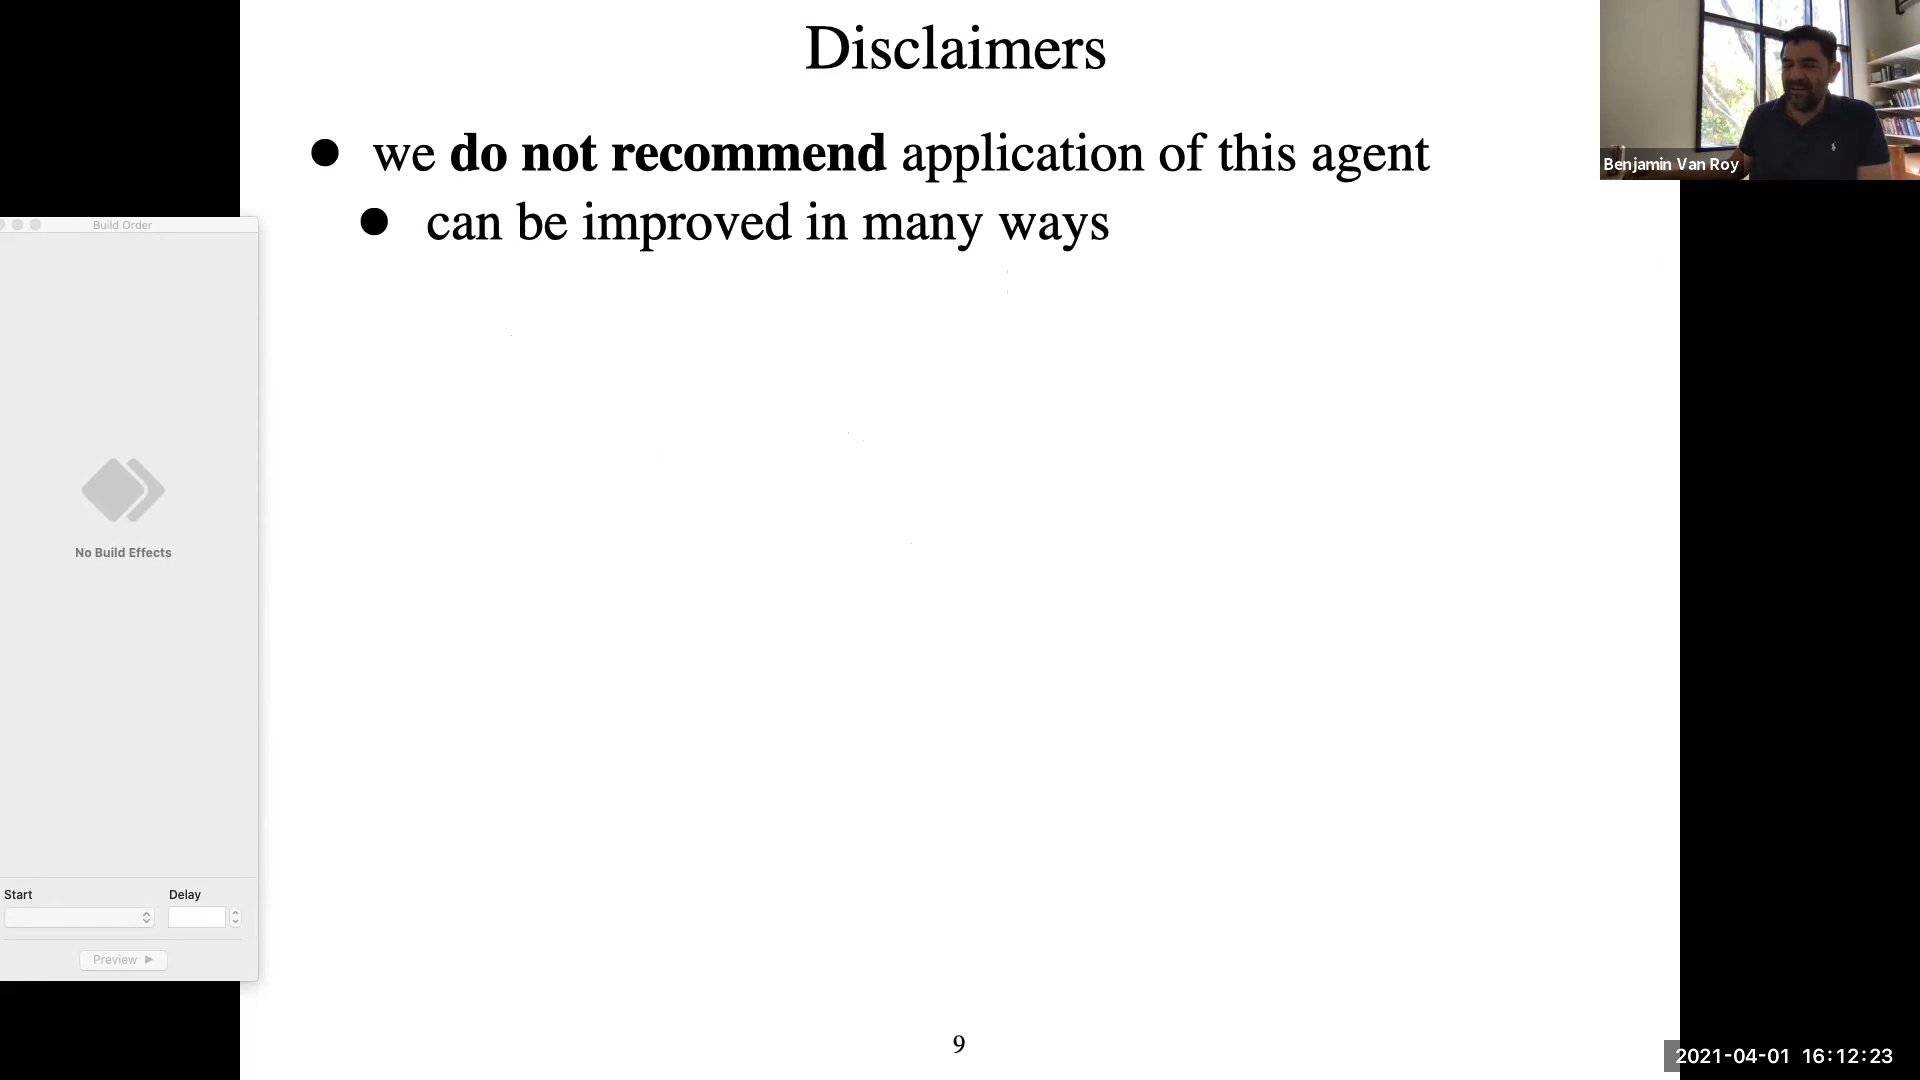 Disclaimers
● we do not recommend application of this agent
● can be improved in many ways
Benjamin Van Roy
Build Order
No Build Effects
Start
Delay
Preview ▶
9
2021-04-01 16:12:23